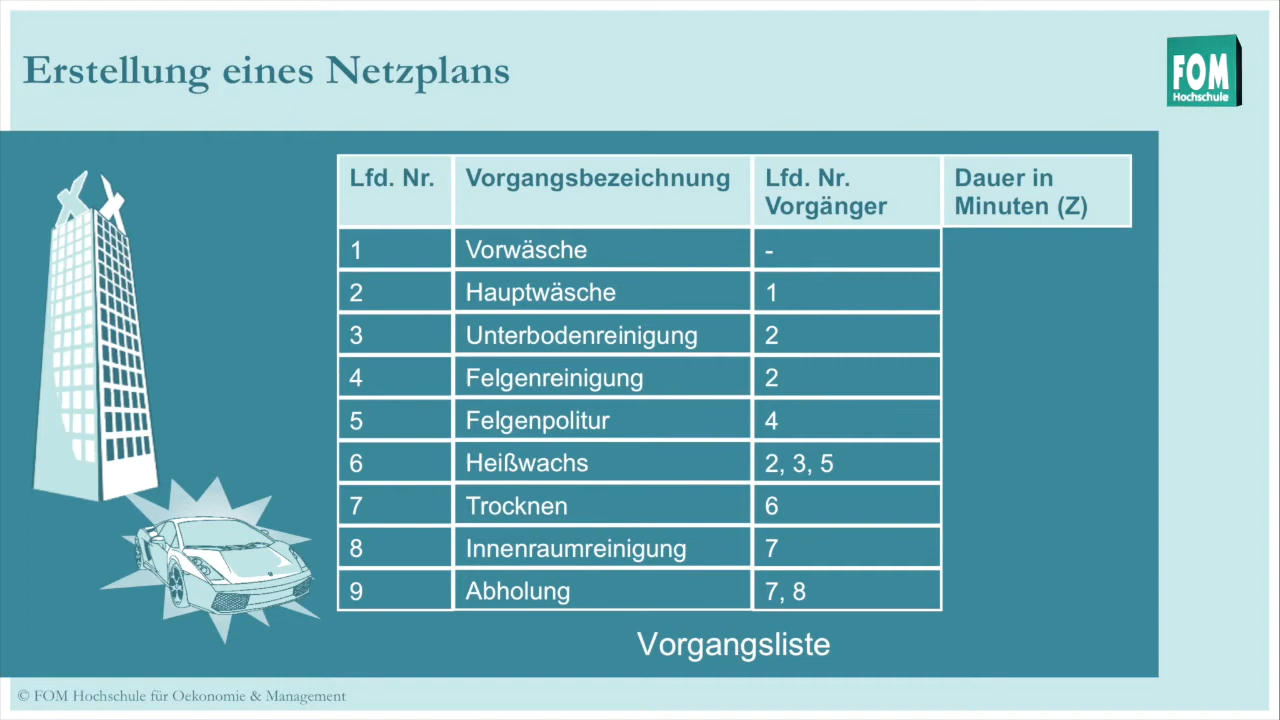 Erstellung eines Netzplans
FOM
Hochschule
Lfd. Nr. Vorgangsbezeichnung Lfd. Nr. Vorgänger Dauer in Minuten (Z)
1 Vorwäsche -
2 Hauptwäsche 1
3 Unterbodenreinigung 2
4 Felgenreinigung 2
5 Felgenpolitur 4
6 Heißwachs 2, 3, 5
7 Trocknen 6
8 Innenraumreinigung 7
9 Abholung 7, 8
Vorgangsliste
© FOM Hochschule für Oekonomie & Management